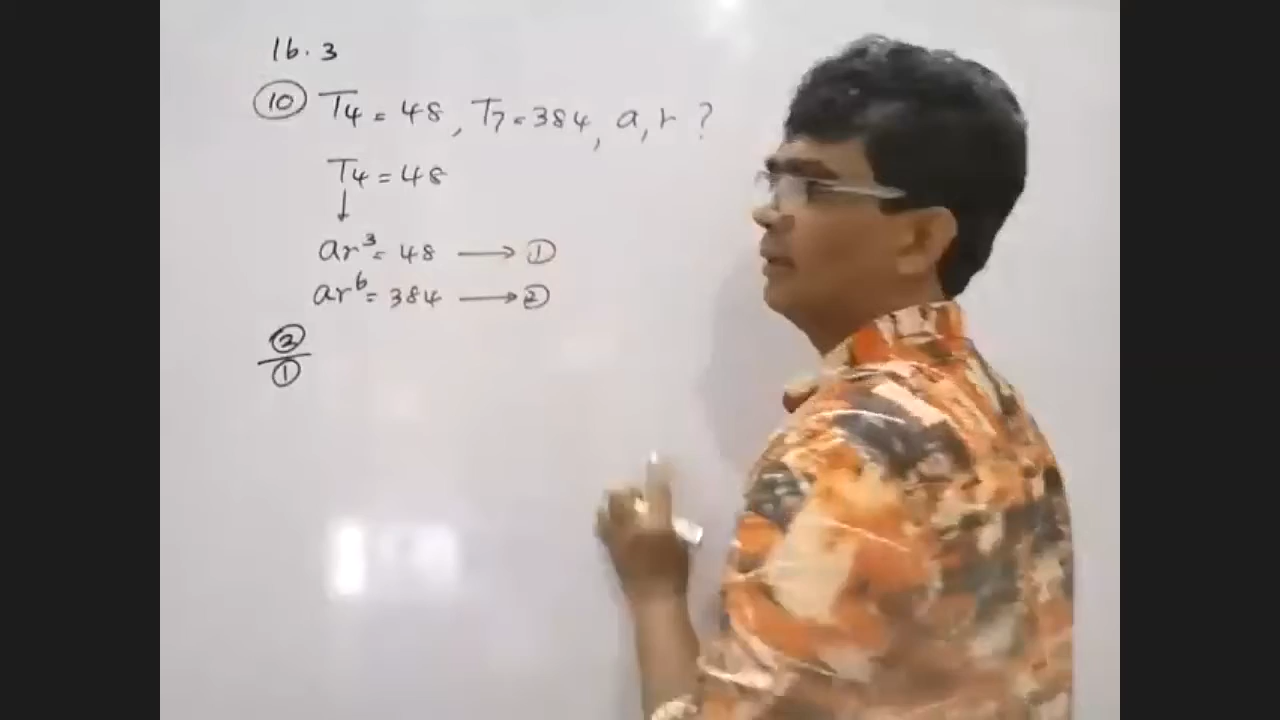 16.3
⑩ T₄ = 48, T₇ = 384, a, r ?
T₄ = 48
↓
ar³ = 48 ⟶ ①
ar⁶ = 384 ⟶ ②
②/①